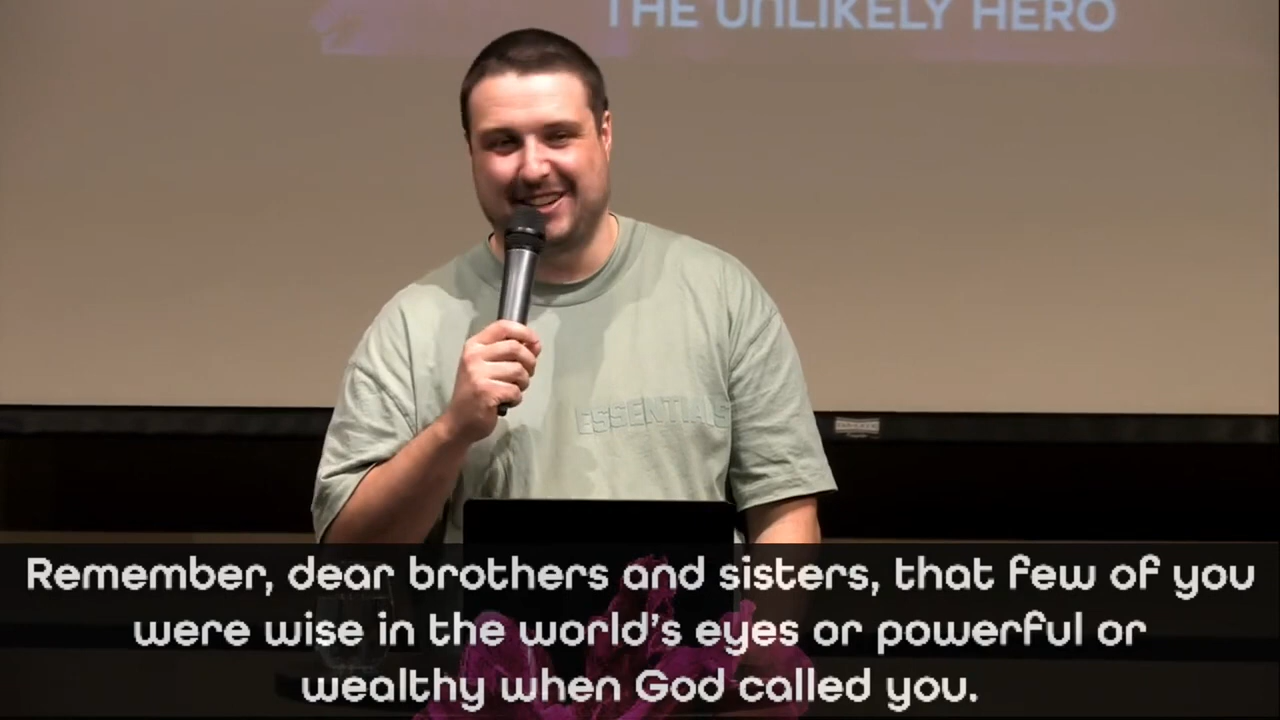 THE UNLIKELY HERO
ESSENTIALS
Remember, dear brothers and sisters, that few of you
were wise in the world's eyes or powerful or
wealthy when God called you.